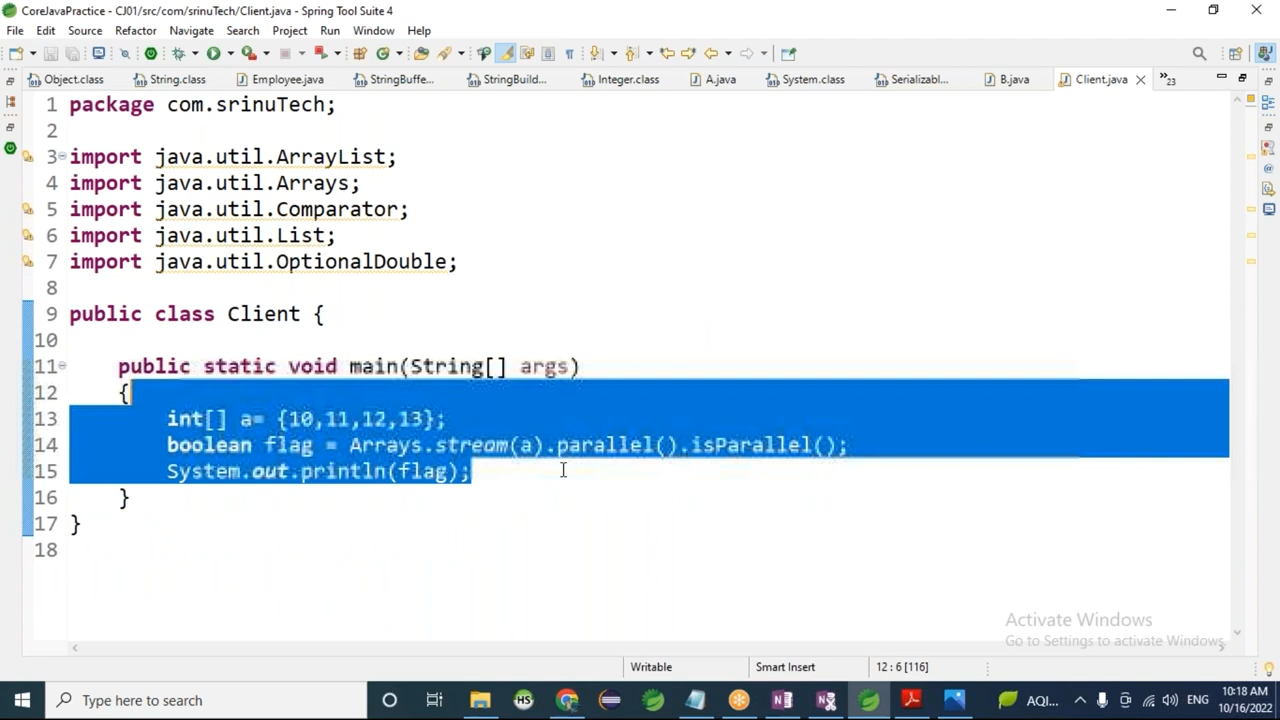 CoreJavaPractice - CJ01/src/com/srinuTech/Client.java - Spring Tool Suite 4
File Edit Source Refactor Navigate Search Project Run Window Help
Object.class String.class Employee.java StringBuffe... StringBuild... Integer.class A.java System.class Serializabl... B.java Client.java 23
1 package com.srinuTech;
2
3 import java.util.ArrayList;
4 import java.util.Arrays;
5 import java.util.Comparator;
6 import java.util.List;
7 import java.util.OptionalDouble;
8
9 public class Client {
10
11 public static void main(String[] args)
12 {
13 int[] a= {10,11,12,13};
14 boolean flag = Arrays.stream(a).parallel().isParallel();
15 System.out.println(flag);
16 }
17 }
18
Activate Windows
Go to Settings to activate Windows.
Writable Smart Insert 12 : 6 [116]
Type here to search HS AQI... ENG 10:18 AM
10/16/2022